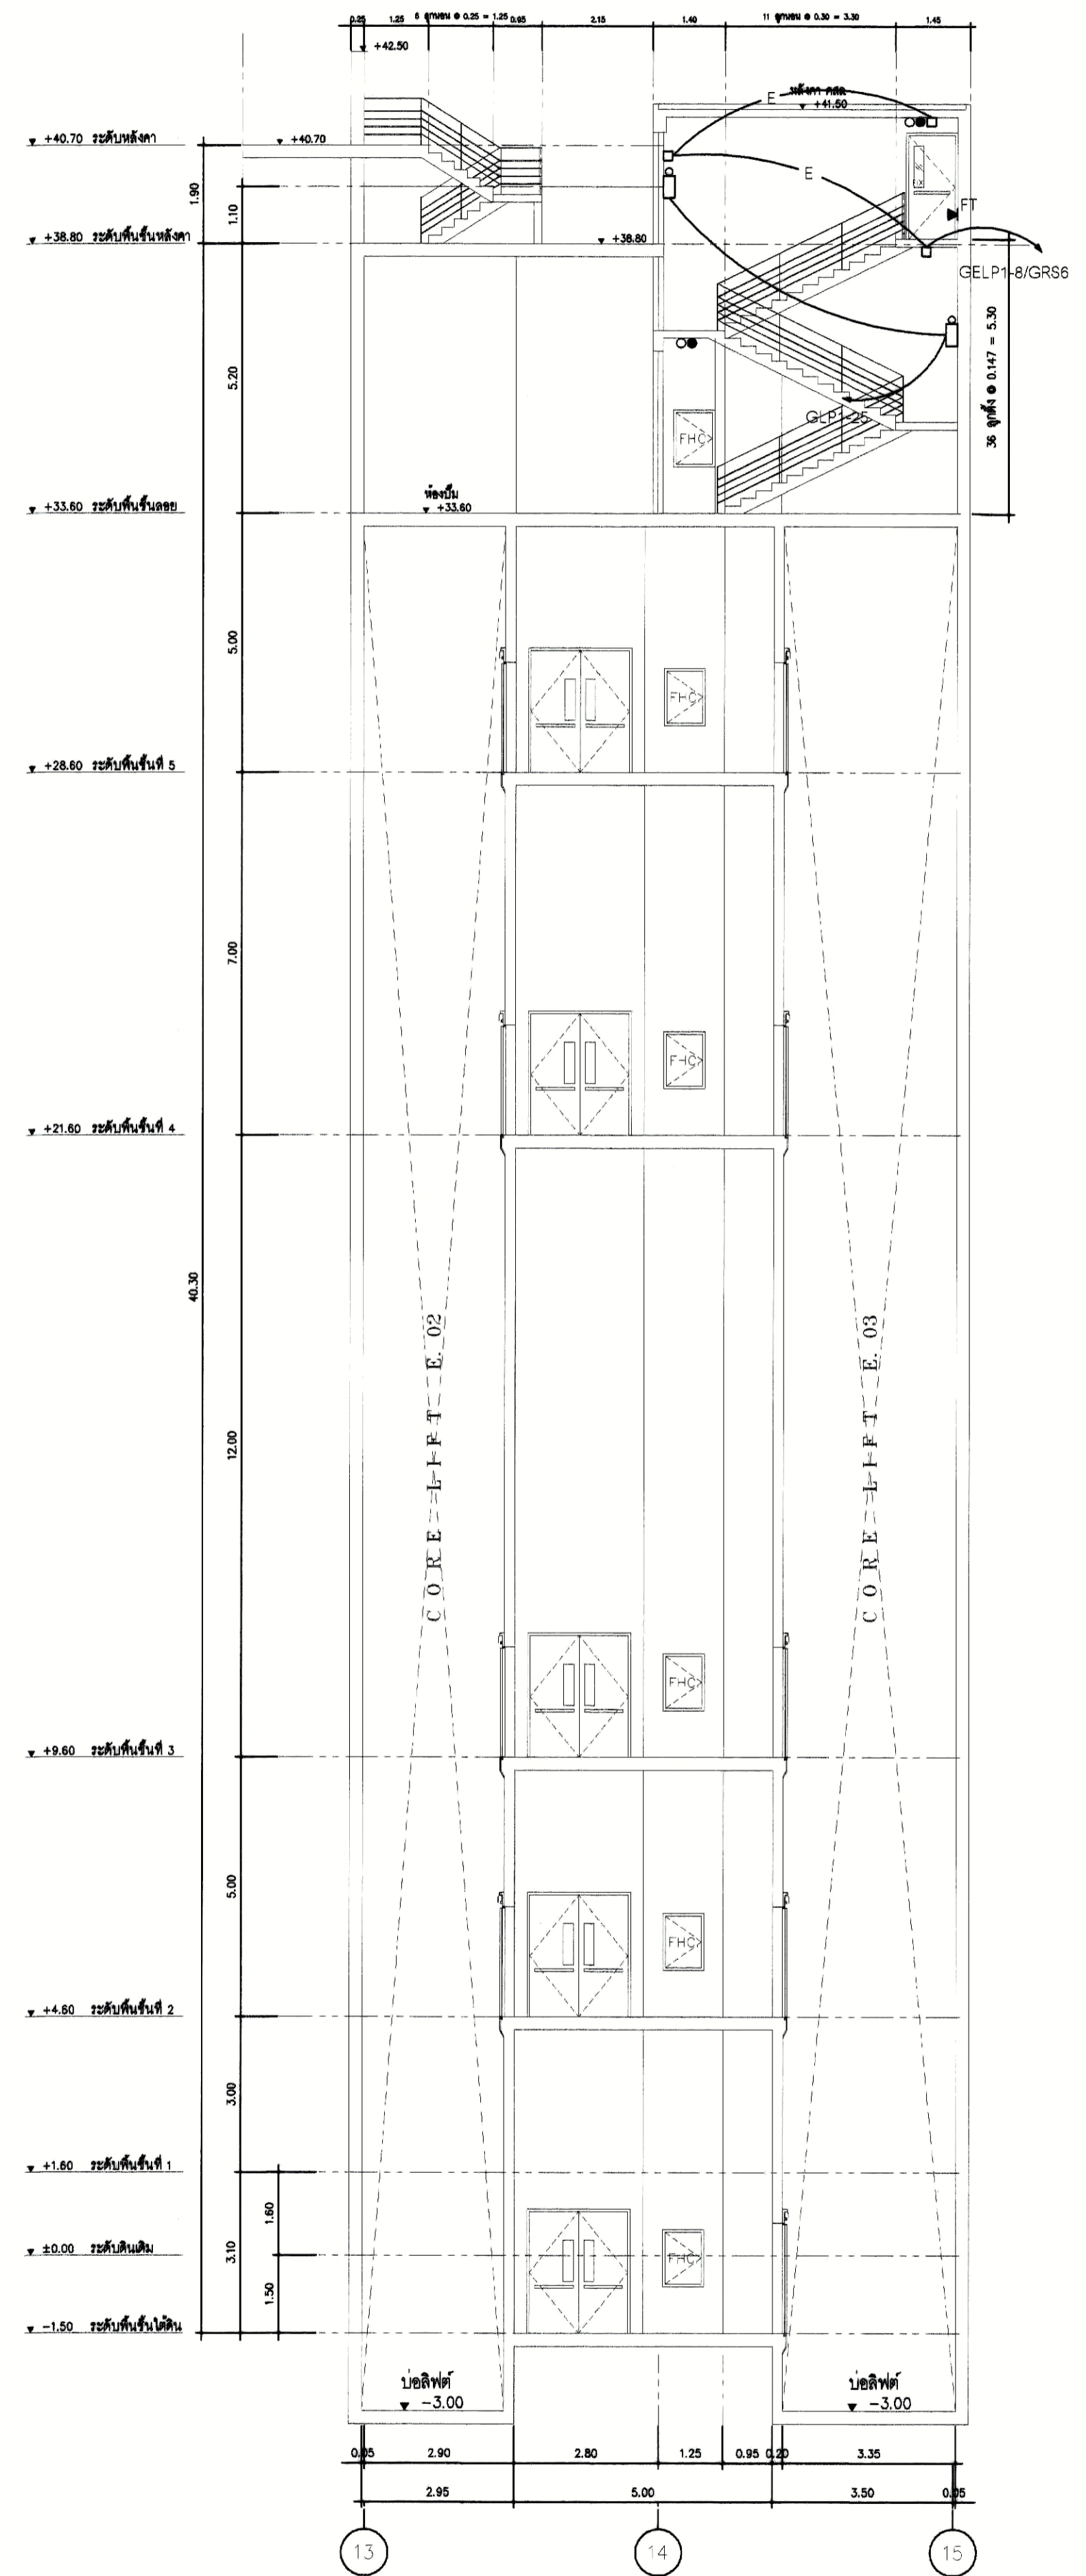 0.25 1.25 6 ลูกนอน @ 0.25 = 1.25 0.95 2.15 1.40 11 ลูกนอน @ 0.30 = 3.30 1.45
+42.50
หลังคา คสล.
+41.50
E
+40.70 ระดับหลังคา
+40.70
E
1.90
1.10
FIX
FT
+38.80 ระดับพื้นชั้นหลังคา
+38.80
GELP1-8/GRS6
5.20
36 ลูกตั้ง @ 0.147 = 5.30
GLP1-25
FHC
ห้องปั๊ม
+33.60 ระดับพื้นชั้นลอย
+33.60
5.00
FHC
+28.60 ระดับพื้นชั้นที่ 5
7.00
FHC
+21.60 ระดับพื้นชั้นที่ 4
40.30
CORE LIFT E. 02
CORE LIFT E. 03
12.00
FHC
+9.60 ระดับพื้นชั้นที่ 3
5.00
FHC
+4.60 ระดับพื้นชั้นที่ 2
3.00
+1.60 ระดับพื้นชั้นที่ 1
1.60
3.10
FHC
±0.00 ระดับดินเดิม
1.50
-1.50 ระดับพื้นชั้นใต้ดิน
บ่อลิฟต์
-3.00
บ่อลิฟต์
-3.00
0.05 2.90 2.80 1.25 0.95 0.20 3.35
2.95 5.00 3.50 0.05
13 14 15